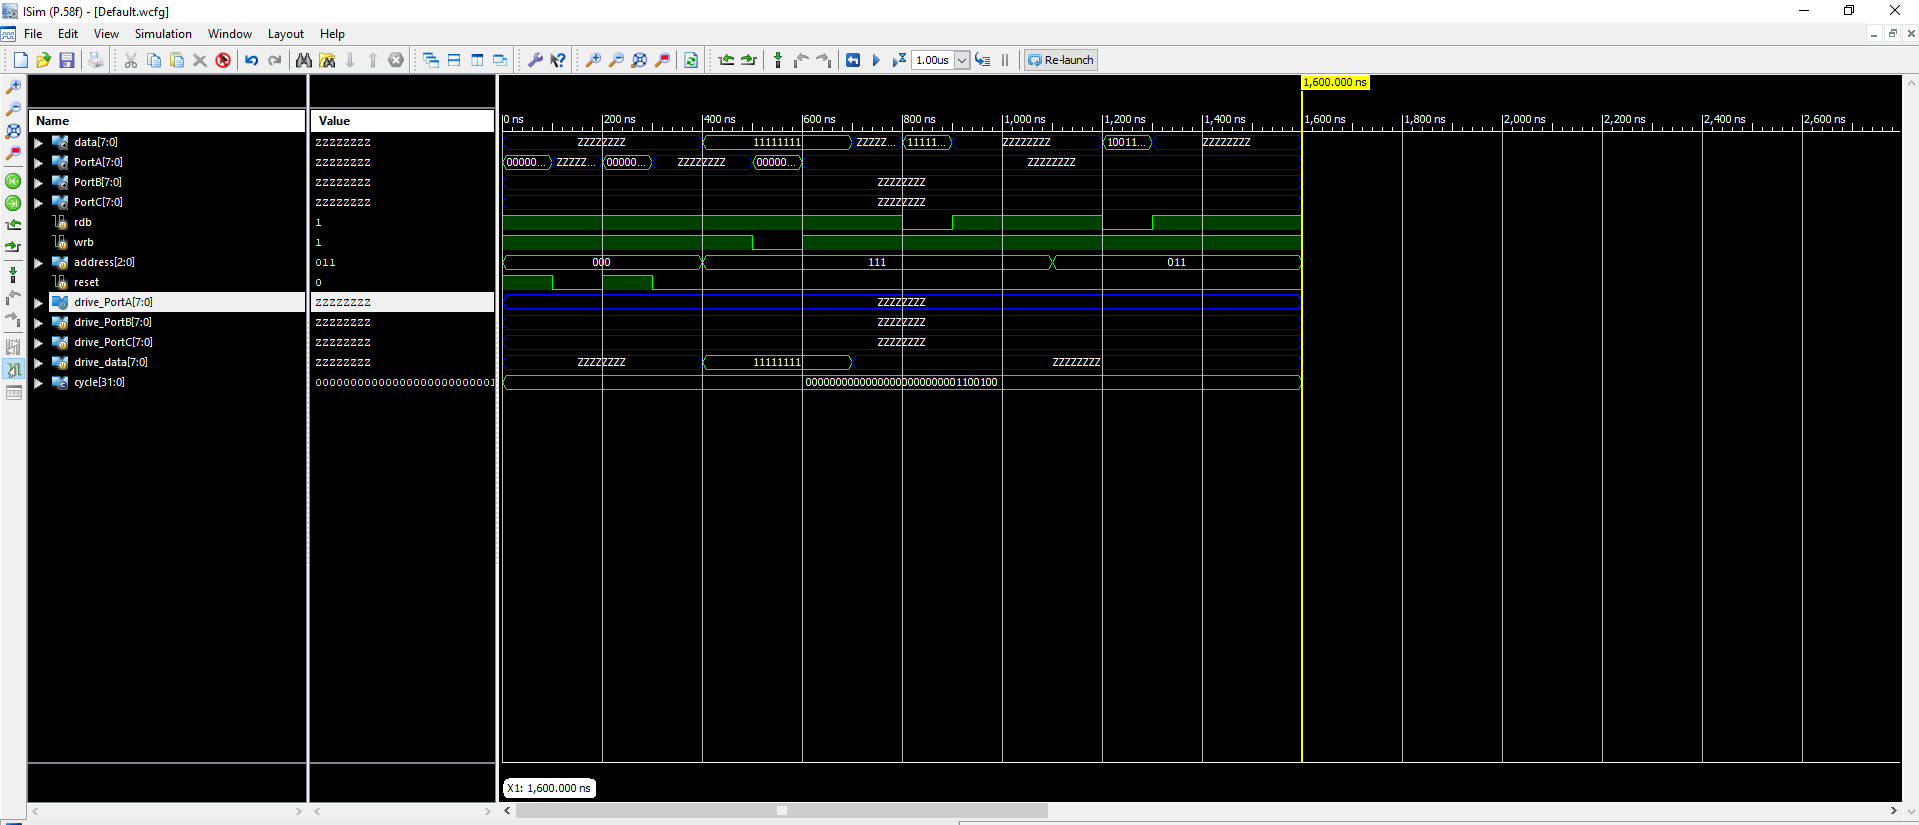 ISim (P.58f) - [Default.wcfg]
File Edit View Simulation Window Layout Help
1.00us Re-launch
1,600.000 ns
Name Value
0 ns 200 ns 400 ns 600 ns 800 ns 1,000 ns 1,200 ns 1,400 ns 1,600 ns 1,800 ns 2,000 ns 2,200 ns 2,400 ns 2,600 ns
data[7:0] ZZZZZZZZ ZZZZZZZZ 11111111 ZZZZZ... 11111... ZZZZZZZZ 10011... ZZZZZZZZ
PortA[7:0] ZZZZZZZZ 00000... ZZZZZ... 00000... ZZZZZZZZ 00000... ZZZZZZZZ
PortB[7:0] ZZZZZZZZ ZZZZZZZZ
PortC[7:0] ZZZZZZZZ ZZZZZZZZ
rdb 1
wrb 1
address[2:0] 011 000 111 011
reset 0
drive_PortA[7:0] ZZZZZZZZ ZZZZZZZZ
drive_PortB[7:0] ZZZZZZZZ ZZZZZZZZ
drive_PortC[7:0] ZZZZZZZZ ZZZZZZZZ
drive_data[7:0] ZZZZZZZZ ZZZZZZZZ 11111111 ZZZZZZZZ
cycle[31:0] 00000000000000000000000001 00000000000000000000000001100100
X1: 1,600.000 ns